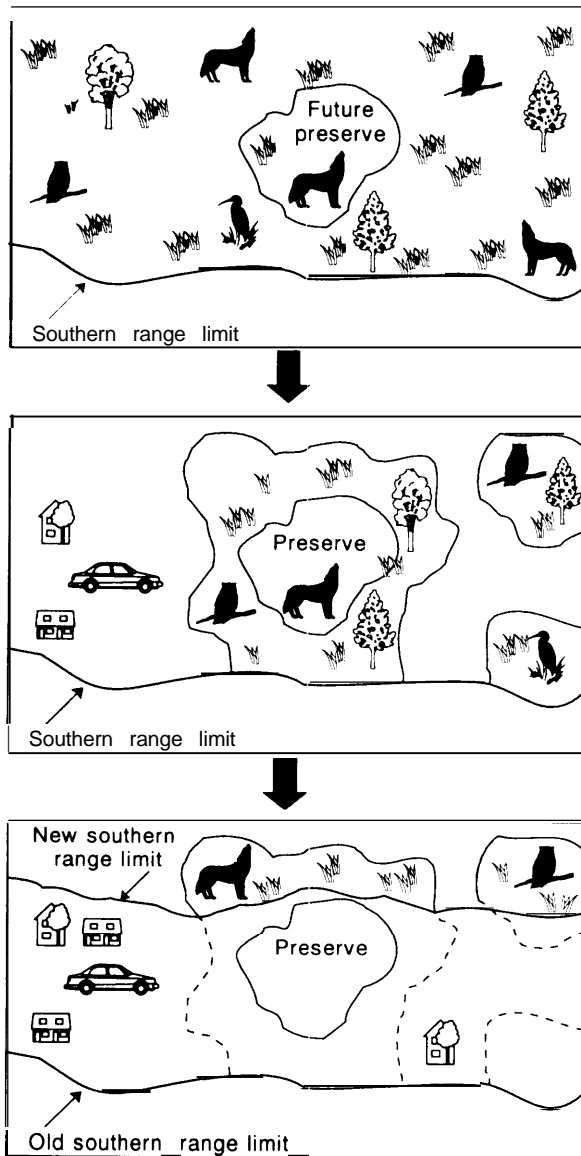 Future
preserve
Southern range limit
Preserve
Southern range limit
New southern
range limit
Preserve
Old southern range limit